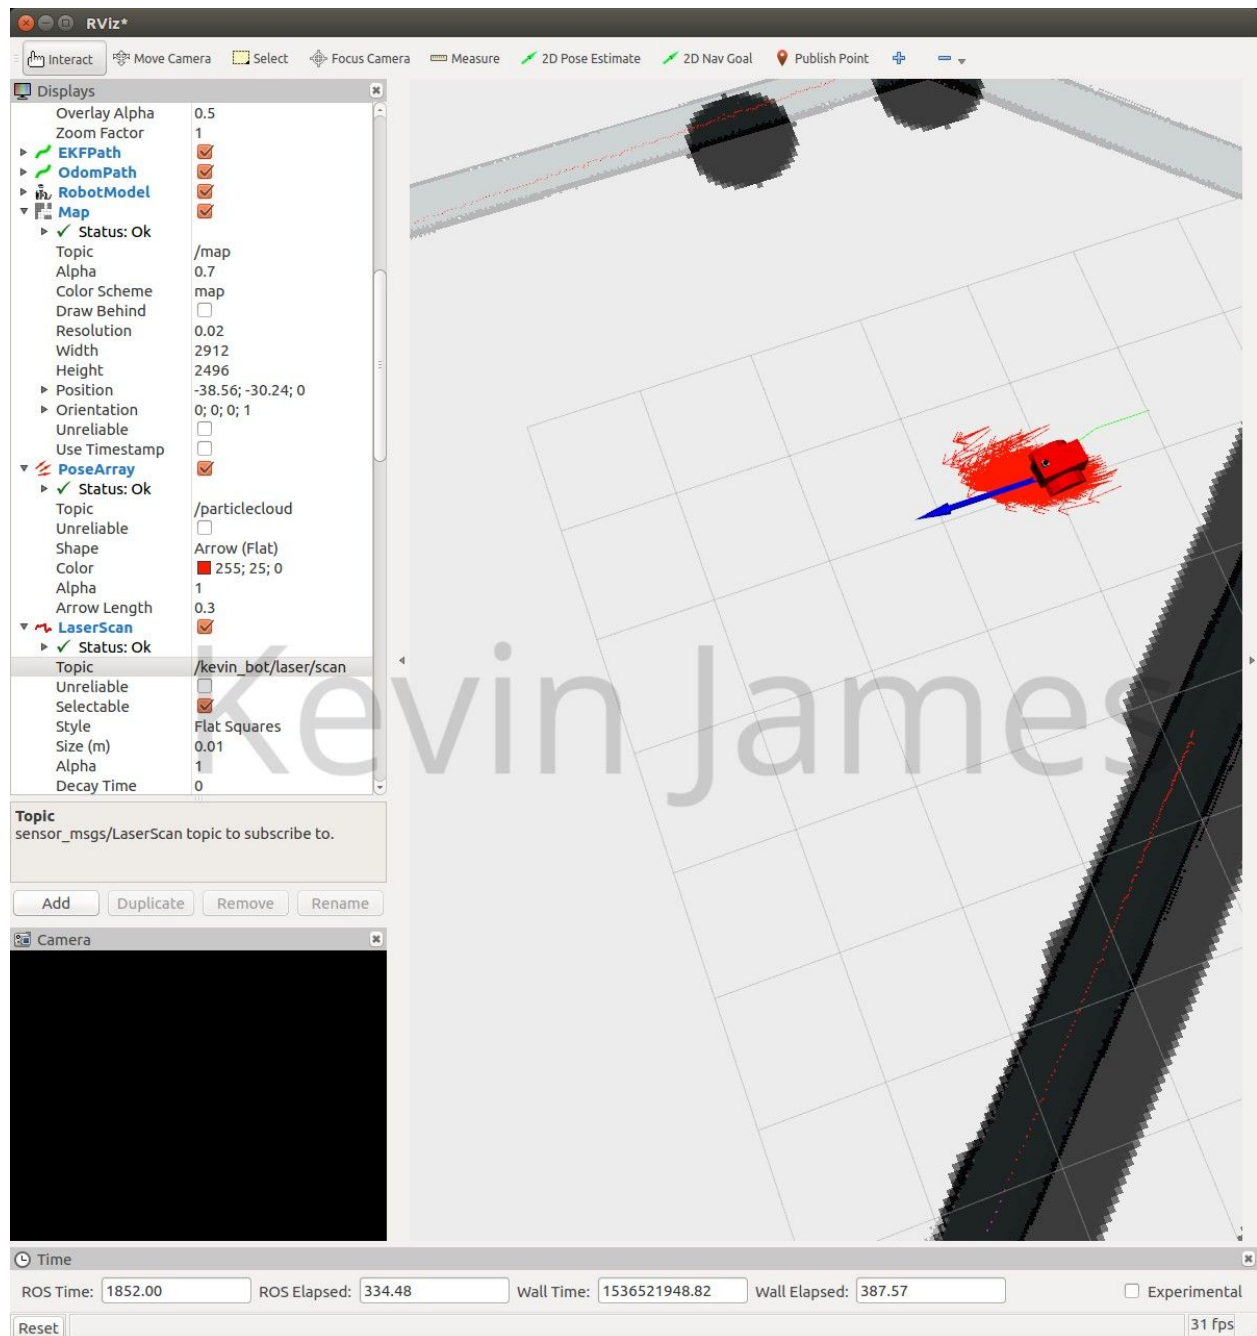 RViz*
Interact Move Camera Select Focus Camera Measure 2D Pose Estimate 2D Nav Goal Publish Point
Displays
Overlay Alpha 0.5
Zoom Factor 1
EKFPath
OdomPath
RobotModel
Map
Status: Ok
Topic /map
Alpha 0.7
Color Scheme map
Draw Behind
Resolution 0.02
Width 2912
Height 2496
Position -38.56; -30.24; 0
Orientation 0; 0; 0; 1
Unreliable
Use Timestamp
PoseArray
Status: Ok
Topic /particlecloud
Unreliable
Shape Arrow (Flat)
Color 255; 25; 0
Alpha 1
Arrow Length 0.3
LaserScan
Status: Ok
Topic /kevin_bot/laser/scan
Unreliable
Selectable
Style Flat Squares
Size (m) 0.01
Alpha 1
Decay Time 0
Kevin James
Topic
sensor_msgs/LaserScan topic to subscribe to.
Add Duplicate Remove Rename
Camera
Time
ROS Time: 1852.00 ROS Elapsed: 334.48 Wall Time: 1536521948.82 Wall Elapsed: 387.57 Experimental
Reset 31 fps